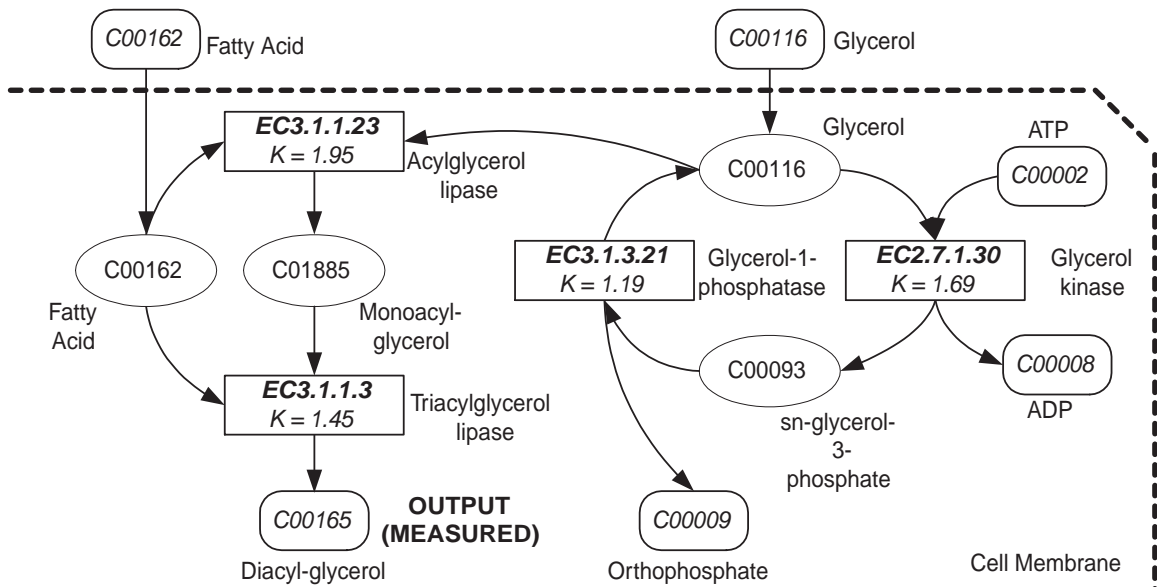 C00162
Fatty Acid
C00116
Glycerol
EC3.1.1.23
K = 1.95
Acylglycerol
lipase
Glycerol
C00116
ATP
C00002
C00162
Fatty
Acid
C01885
Monoacyl-
glycerol
EC3.1.3.21
K = 1.19
Glycerol-1-
phosphatase
EC2.7.1.30
K = 1.69
Glycerol
kinase
EC3.1.1.3
K = 1.45
Triacylglycerol
lipase
C00093
sn-glycerol-
3-
phosphate
C00008
ADP
C00165
Diacyl-glycerol
OUTPUT
(MEASURED)
C00009
Orthophosphate
Cell Membrane